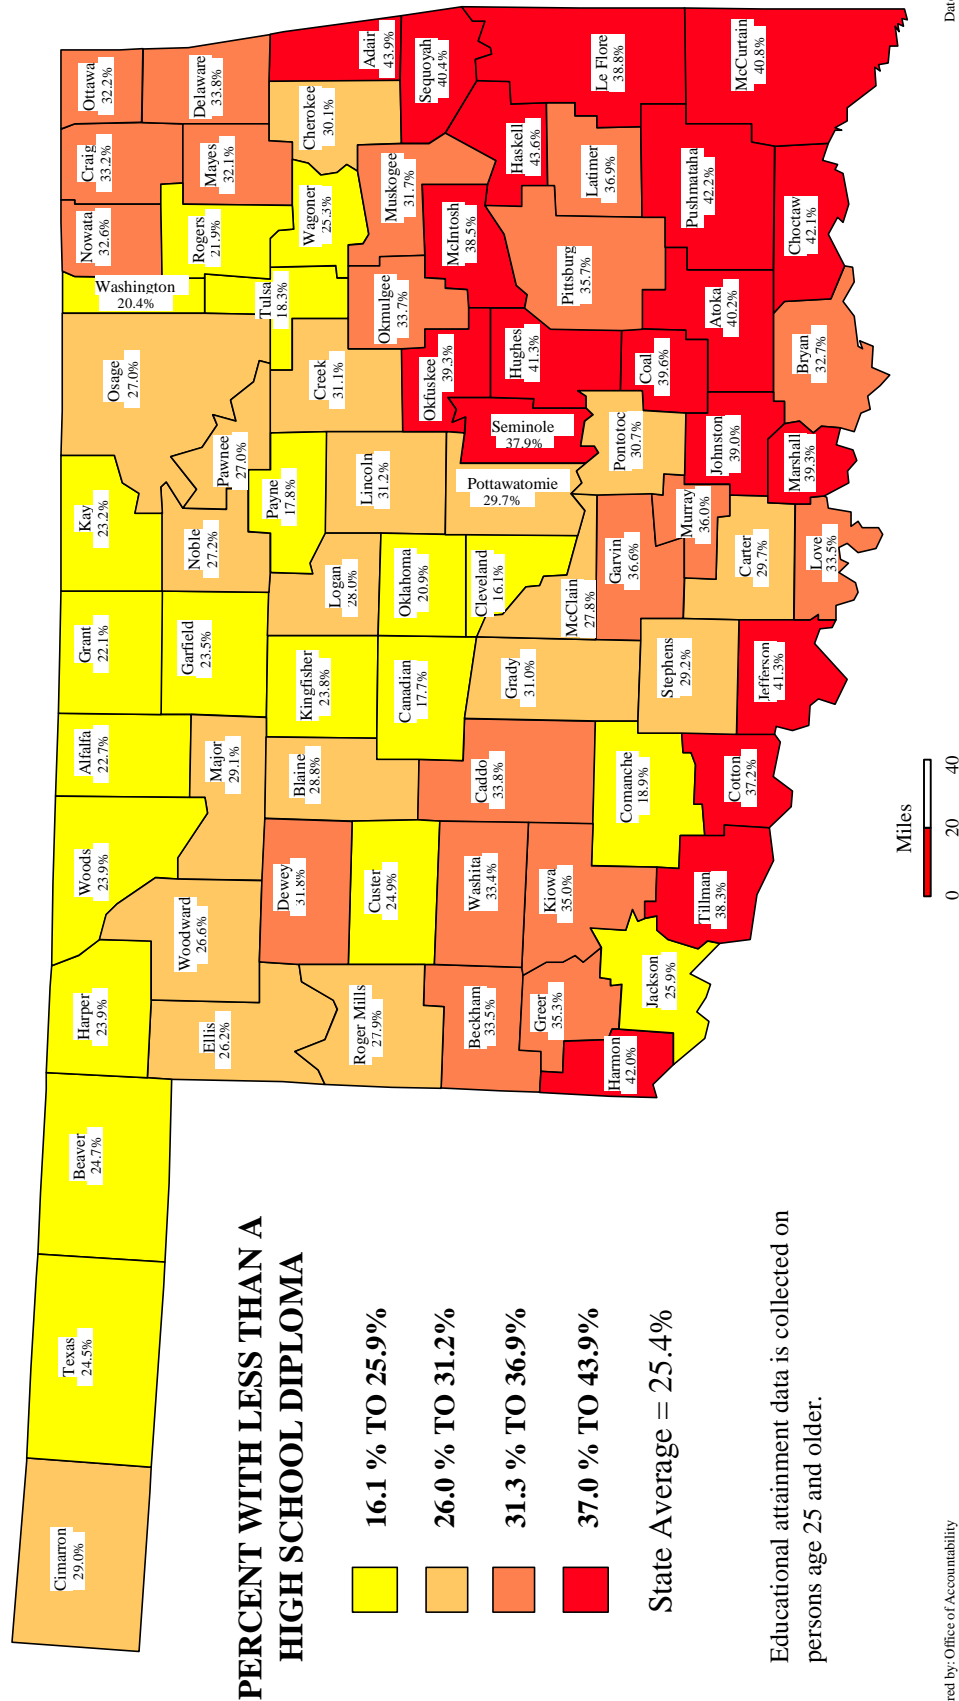 Cimarron
29.0%
Texas
24.5%
Beaver
24.7%
Harper
23.9%
Woods
23.9%
Alfalfa
22.7%
Grant
22.1%
Kay
23.2%
Osage
27.0%
Washington
20.4%
Nowata
32.6%
Craig
33.2%
Ottawa
32.2%
Ellis
26.2%
Woodward
26.6%
Major
29.1%
Garfield
23.5%
Noble
27.2%
Pawnee
27.0%
Rogers
21.9%
Mayes
32.1%
Delaware
33.8%
Roger Mills
27.9%
Dewey
31.8%
Blaine
28.8%
Kingfisher
23.8%
Logan
28.0%
Payne
17.8%
Creek
31.1%
Tulsa
18.3%
Wagoner
25.3%
Cherokee
30.1%
Adair
43.9%
Custer
24.9%
Canadian
17.7%
Oklahoma
20.9%
Lincoln
31.2%
Okfuskee
39.3%
Okmulgee
33.7%
Muskogee
31.7%
Sequoyah
40.4%
Beckham
33.5%
Washita
33.4%
Caddo
33.8%
Grady
31.0%
Cleveland
16.1%
Pottawatomie
29.7%
Seminole
37.9%
Hughes
41.3%
McIntosh
38.5%
Haskell
43.6%
Greer
35.3%
Kiowa
35.0%
McClain
27.8%
Garvin
36.6%
Pontotoc
30.7%
Pittsburg
35.7%
Latimer
36.9%
Le Flore
38.8%
Harmon
42.0%
Jackson
25.9%
Comanche
18.9%
Stephens
29.2%
Murray
36.0%
Coal
39.6%
Atoka
40.2%
Pushmataha
42.2%
McCurtain
40.8%
Tillman
38.3%
Cotton
37.2%
Jefferson
41.3%
Carter
29.7%
Johnston
39.0%
Love
33.5%
Marshall
39.3%
Bryan
32.7%
Choctaw
42.1%
PERCENT WITH LESS THAN A
HIGH SCHOOL DIPLOMA
16.1 % TO 25.9%
26.0 % TO 31.2%
31.3 % TO 36.9%
37.0 % TO 43.9%
State Average = 25.4%
Educational attainment data is collected on
persons age 25 and older.
Miles
0 20 40
red by: Office of Accountability
Dat